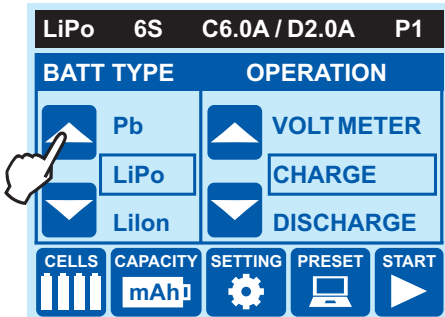 LiPo 6S C6.0A / D2.0A P1
BATT TYPE OPERATION
Pb VOLT METER
LiPo CHARGE
LiIon DISCHARGE
CELLS CAPACITY SETTING PRESET START
mAh